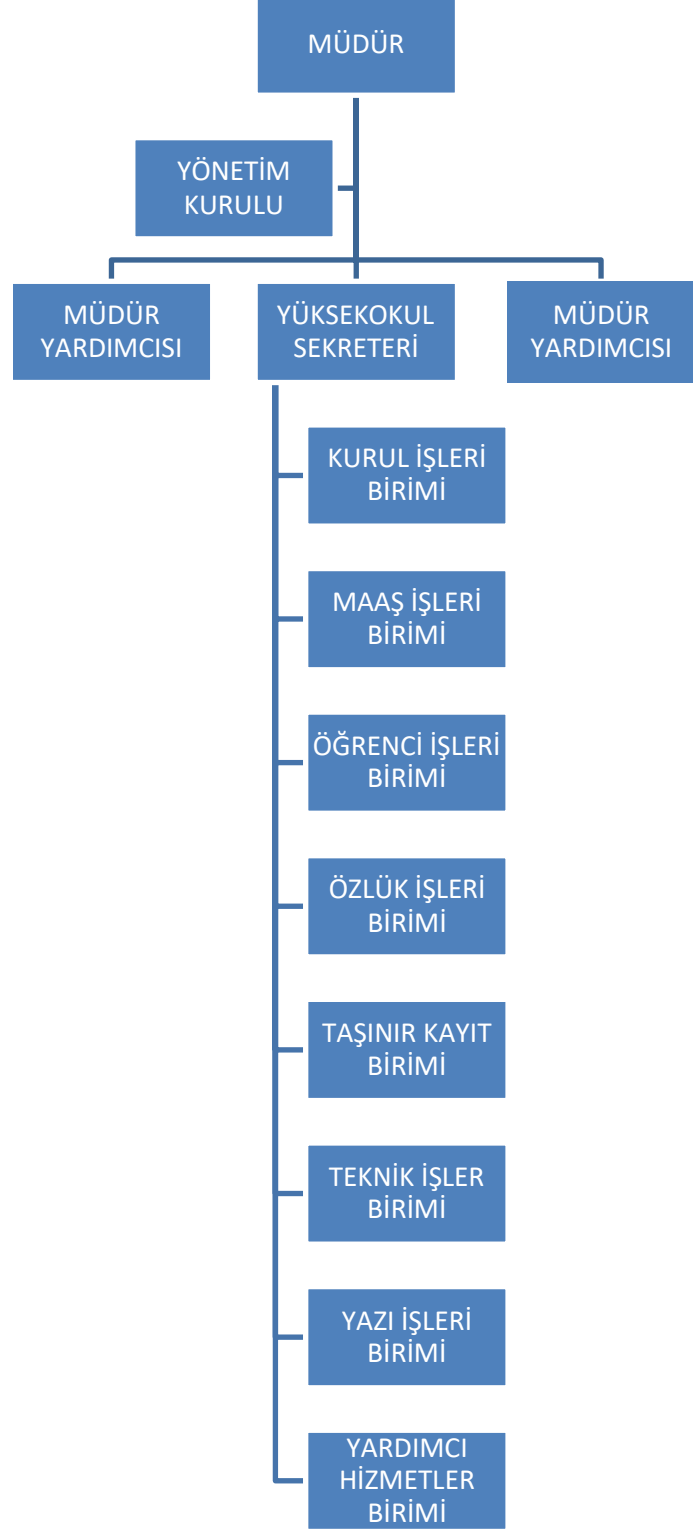 MÜDÜR
YÖNETİM
KURULU
MÜDÜR
YARDIMCISI
YÜKSEKOKUL
SEKRETERİ
MÜDÜR
YARDIMCISI
KURUL İŞLERİ
BİRİMİ
MAAŞ İŞLERİ
BİRİMİ
ÖĞRENCİ İŞLERİ
BİRİMİ
ÖZLÜK İŞLERİ
BİRİMİ
TAŞINIR KAYIT
BİRİMİ
TEKNİK İŞLER
BİRİMİ
YAZI İŞLERİ
BİRİMİ
YARDIMCI
HİZMETLER
BİRİMİ